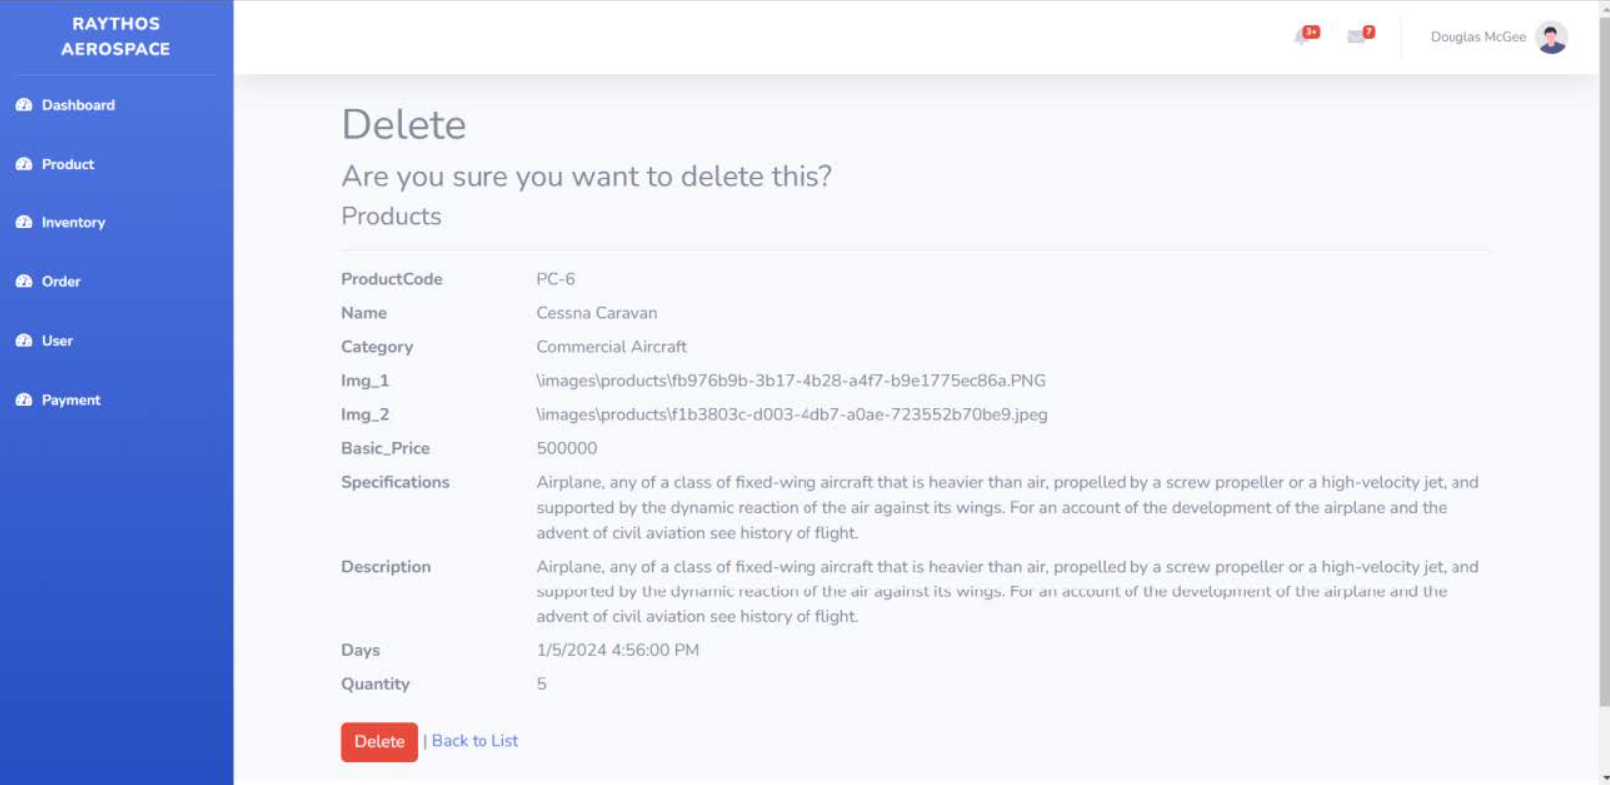 RAYTHOS
AEROSPACE
3+
7
Douglas McGee
Dashboard
Product
Inventory
Order
User
Payment
Delete
Are you sure you want to delete this?
Products
ProductCode PC-6
Name Cessna Caravan
Category Commercial Aircraft
Img_1 \images\products\fb976b9b-3b17-4b28-a4f7-b9e1775ec86a.PNG
Img_2 \images\products\f1b3803c-d003-4db7-a0ae-723552b70be9.jpeg
Basic_Price 500000
Specifications Airplane, any of a class of fixed-wing aircraft that is heavier than air, propelled by a screw propeller or a high-velocity jet, and
supported by the dynamic reaction of the air against its wings. For an account of the development of the airplane and the
advent of civil aviation see history of flight.
Description Airplane, any of a class of fixed-wing aircraft that is heavier than air, propelled by a screw propeller or a high-velocity jet, and
supported by the dynamic reaction of the air against its wings. For an account of the development of the airplane and the
advent of civil aviation see history of flight.
Days 1/5/2024 4:56:00 PM
Quantity 5
Delete | Back to List